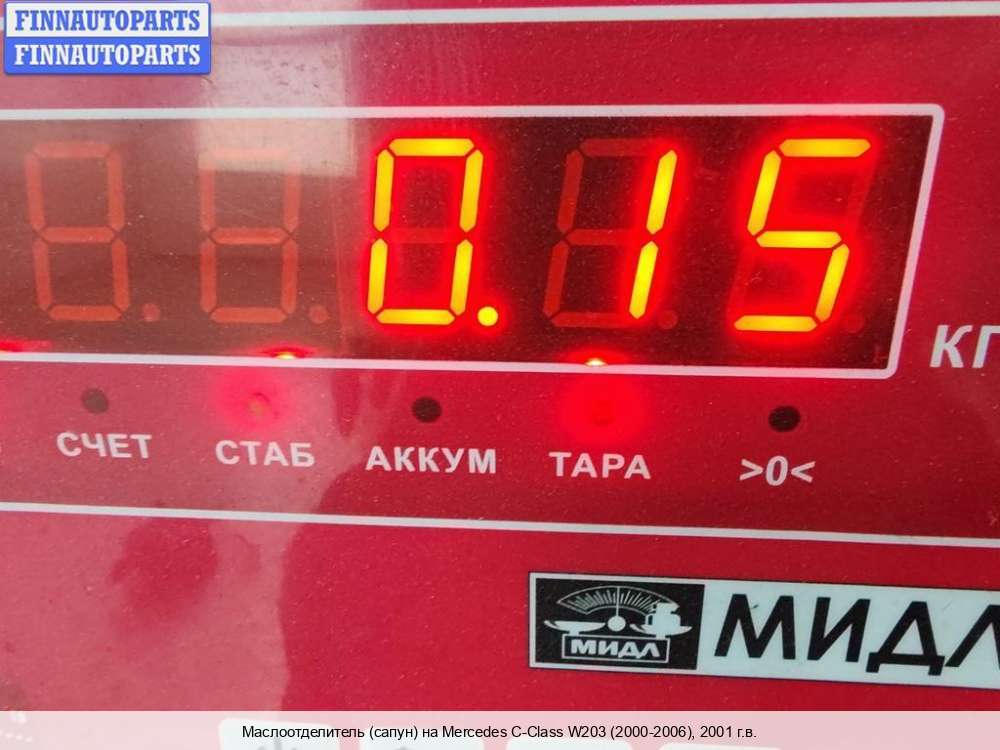 FINNAUTOPARTS
FINNAUTOPARTS
0.15
КГ
СЧЕТ СТАБ АККУМ ТАРА >0<
МИДЛ МИДЛ
Маслоотделитель (сапун) на Mercedes C-Class W203 (2000-2006), 2001 г.в.